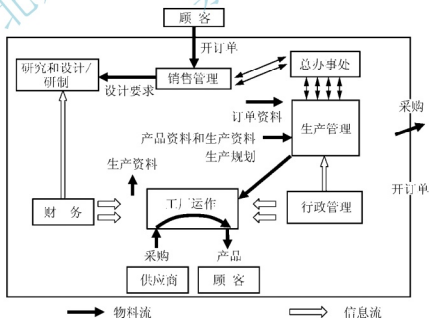 顾 客
开订单
研究和设计/
研制
销售管理
总办事处
设计要求
采购
订单资料
生产管理
产品资料和生产资料
生产规划
生产资料
开订单
财 务
工厂运作
行政管理
采购
产品
供应商
顾 客
物料流
信息流